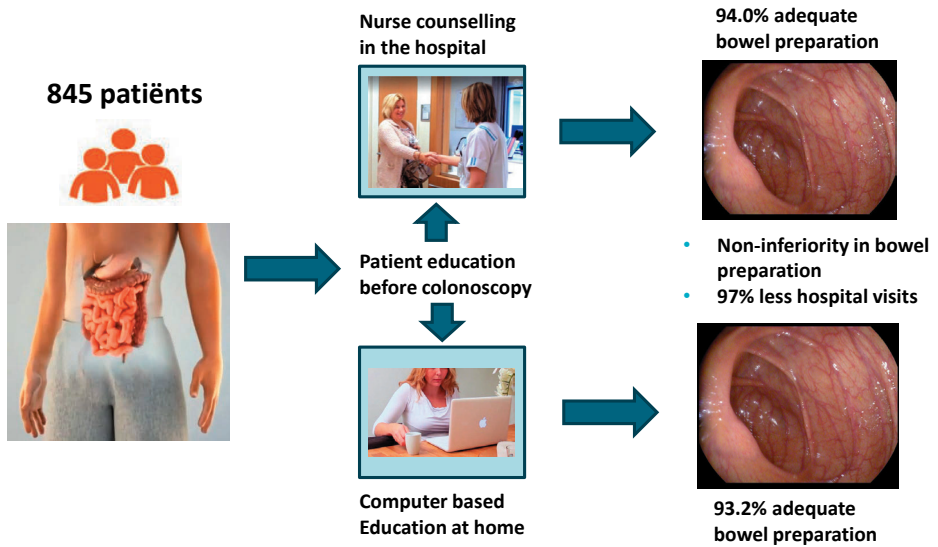 845 patiënts
Nurse counselling
in the hospital
94.0% adequate
bowel preparation
Patient education
before colonoscopy
• Non-inferiority in bowel
preparation
• 97% less hospital visits
Computer based
Education at home
93.2% adequate
bowel preparation